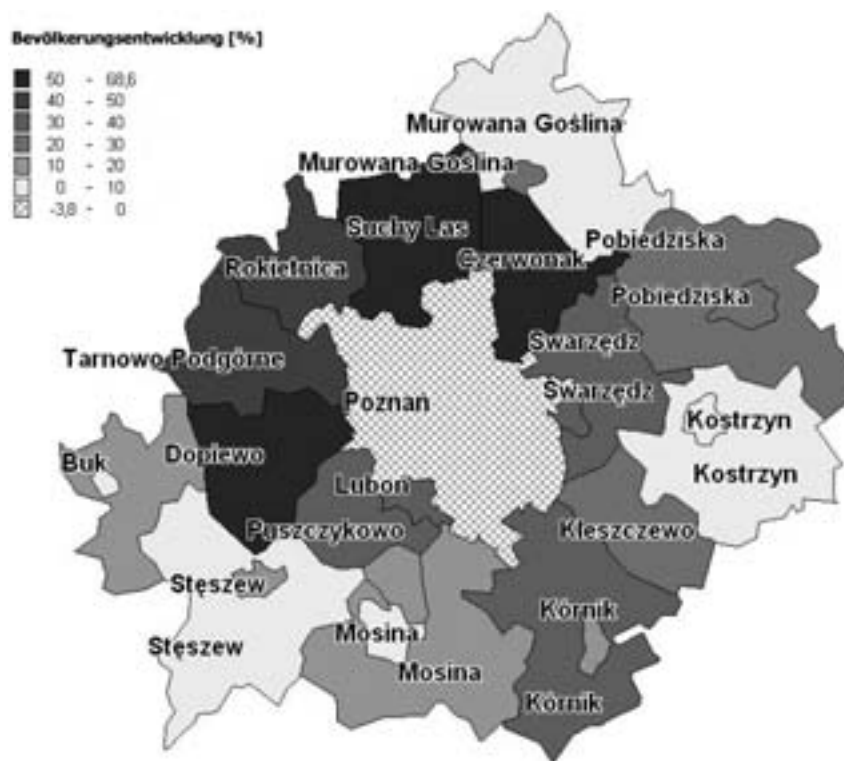 Bevölkerungsentwicklung [%]
50 - 68,6
40 - 50
30 - 40
20 - 30
10 - 20
0 - 10
-3,8 - 0
Murowana Goślina
Murowana Goślina
Suchy Las
Czerwonak
Pobiedziska
Rokietnica
Pobiedziska
Swarzędz
Tarnowo Podgórne
Swarzędz
Poznań
Kostrzyn
Buk
Dopiewo
Kostrzyn
Luboń
Puszczykowo
Kleszczewo
Stęszew
Kórnik
Mosina
Stęszew
Mosina
Kórnik